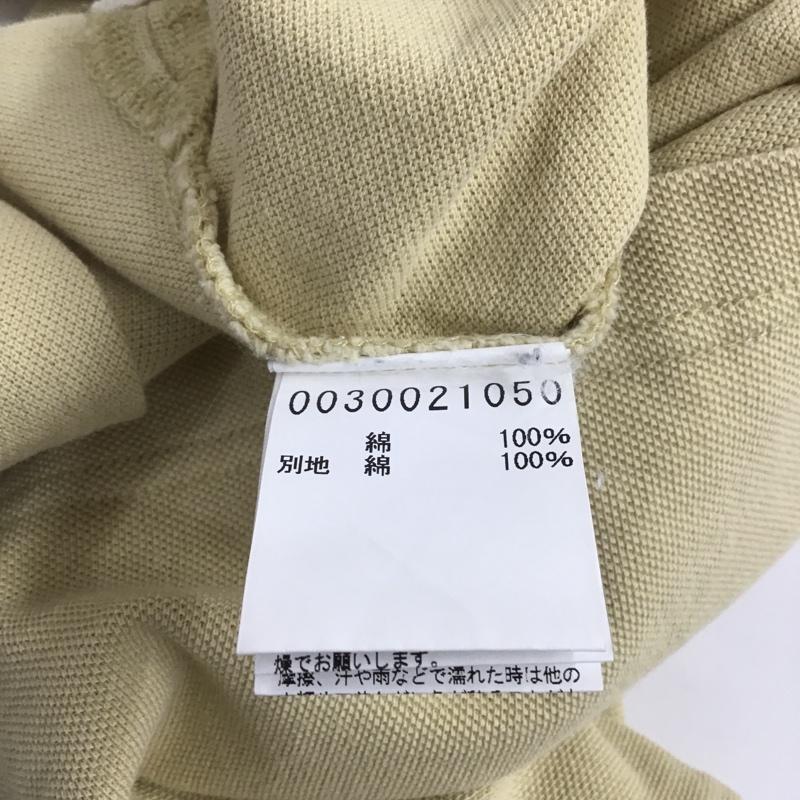 0030021050
綿 100%
別地 綿 100%
燥でお願いします。
摩擦、汗や雨などで濡れた時は他の